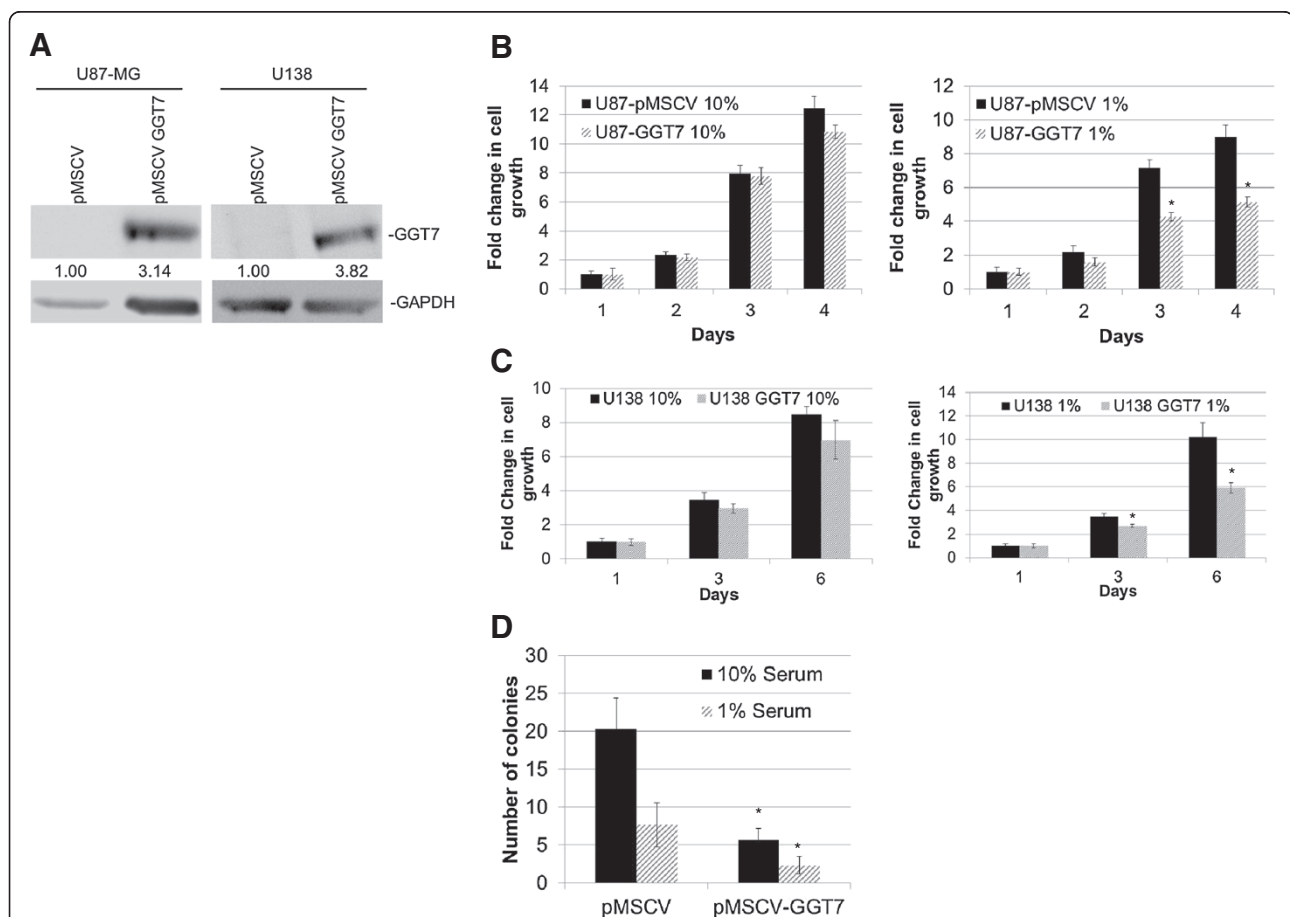 A
U87-MG
U138
pMSCV
pMSCV GGT7
pMSCV
pMSCV GGT7
-GGT7
1.00 3.14 1.00 3.82
-GAPDH
B
Fold change in cell growth
14
12
10
8
6
4
2
0
U87-pMSCV 10%
U87-GGT7 10%
1 2 3 4
Days
Fold change in cell growth
10
8
6
4
2
0
U87-pMSCV 1%
U87-GGT7 1%
* *
1 2 3 4
Days
C
Fold Change in cell growth
10
8
6
4
2
0
U138 10% U138 GGT7 10%
1 3 6
Days
Fold Change in cell growth
14
12
10
8
6
4
2
0
U138 1% U138 GGT7 1%
* *
1 3 6
Days
D
Number of colonies
30
25
20
15
10
5
0
10% Serum
1% Serum
* *
pMSCV pMSCV-GGT7